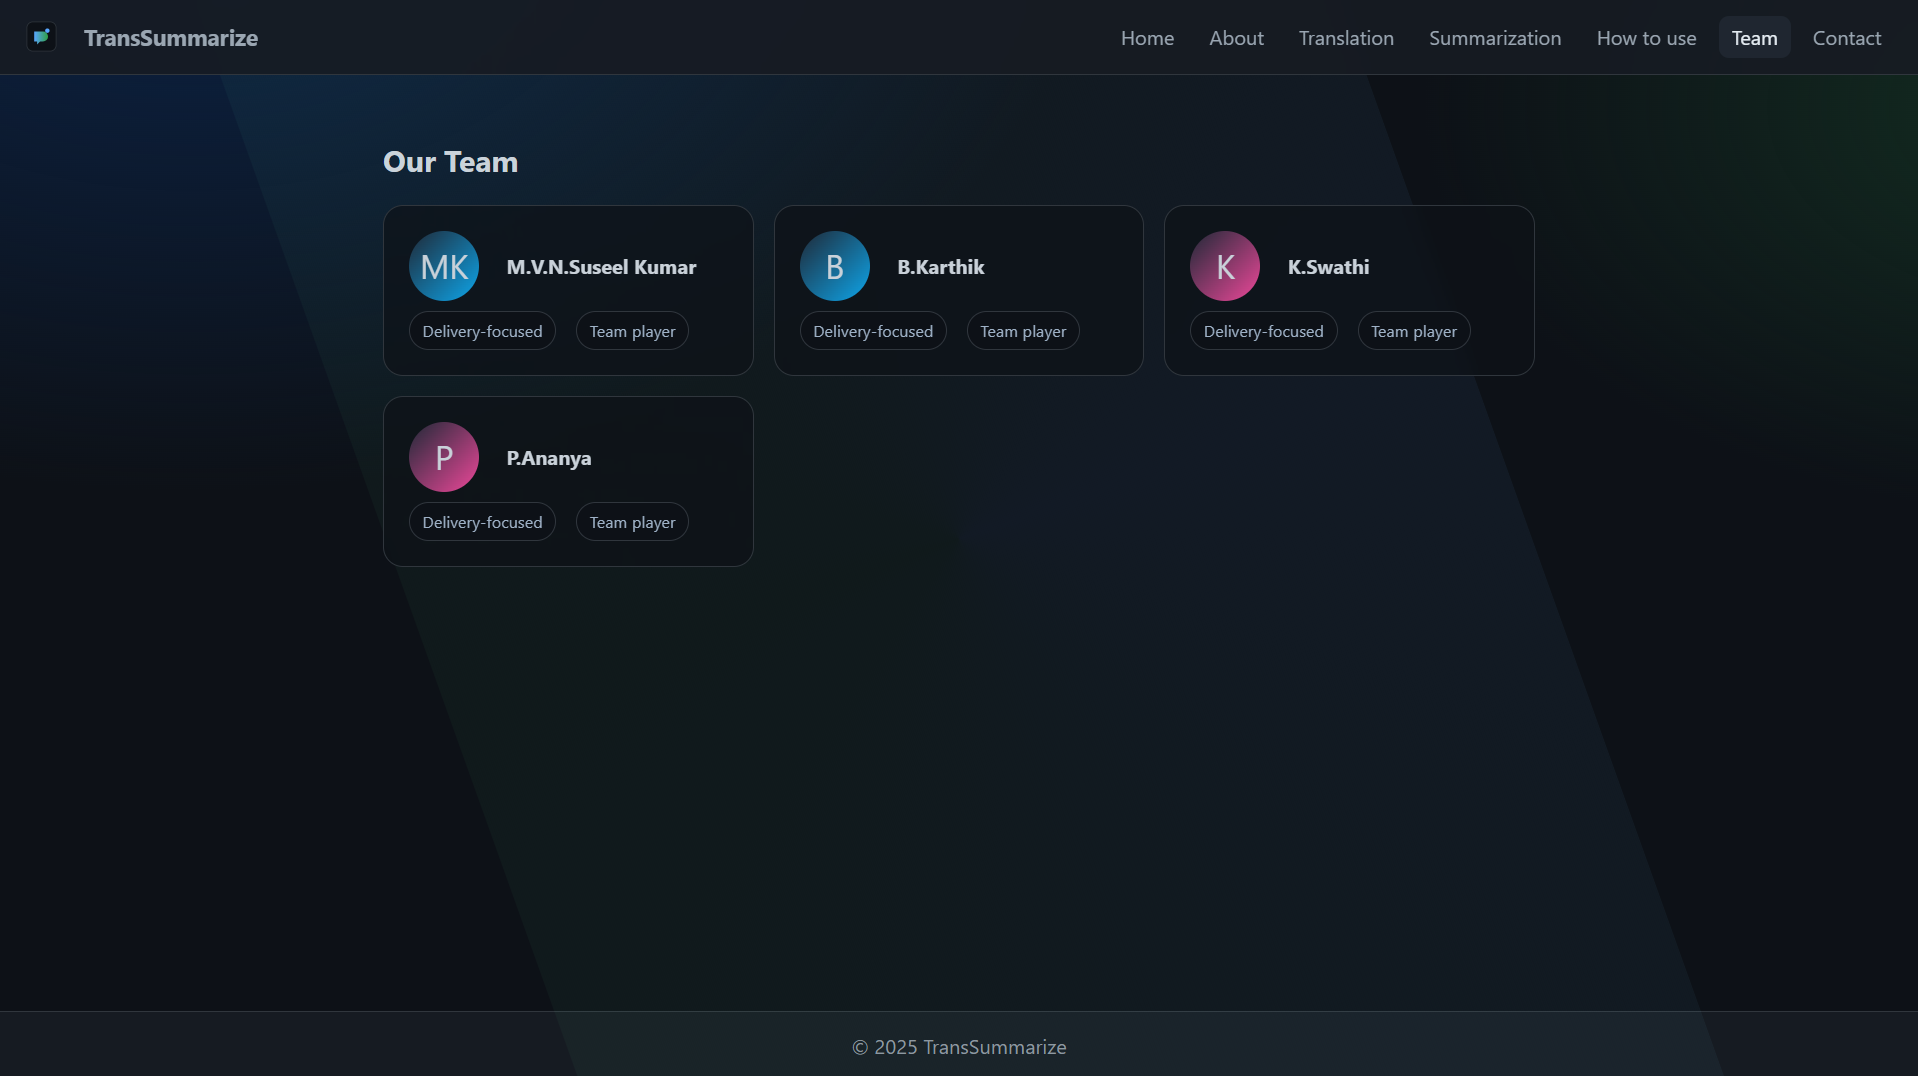 TransSummarize
Home About Translation Summarization How to use Team Contact
Our Team
MK M.V.N.Suseel Kumar
Delivery-focused Team player
B B.Karthik
Delivery-focused Team player
K K.Swathi
Delivery-focused Team player
P P.Ananya
Delivery-focused Team player
© 2025 TransSummarize